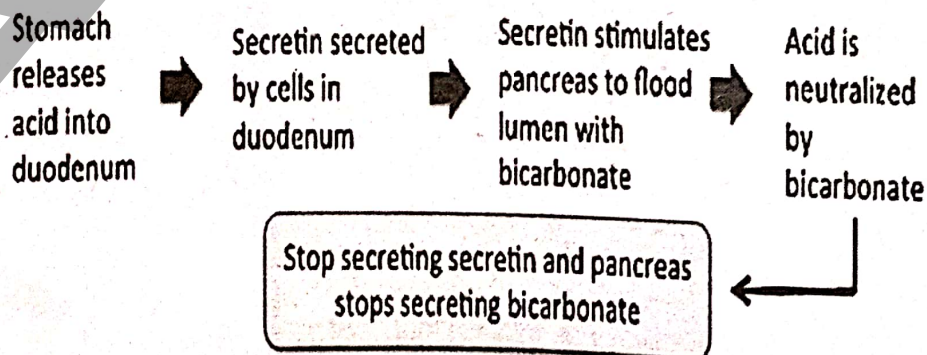 Stomach
releases
acid into
duodenum
Secretin secreted
by cells in
duodenum
Secretin stimulates
pancreas to flood
lumen with
bicarbonate
Acid is
neutralized
by
bicarbonate
Stop secreting secretin and pancreas
stops secreting bicarbonate